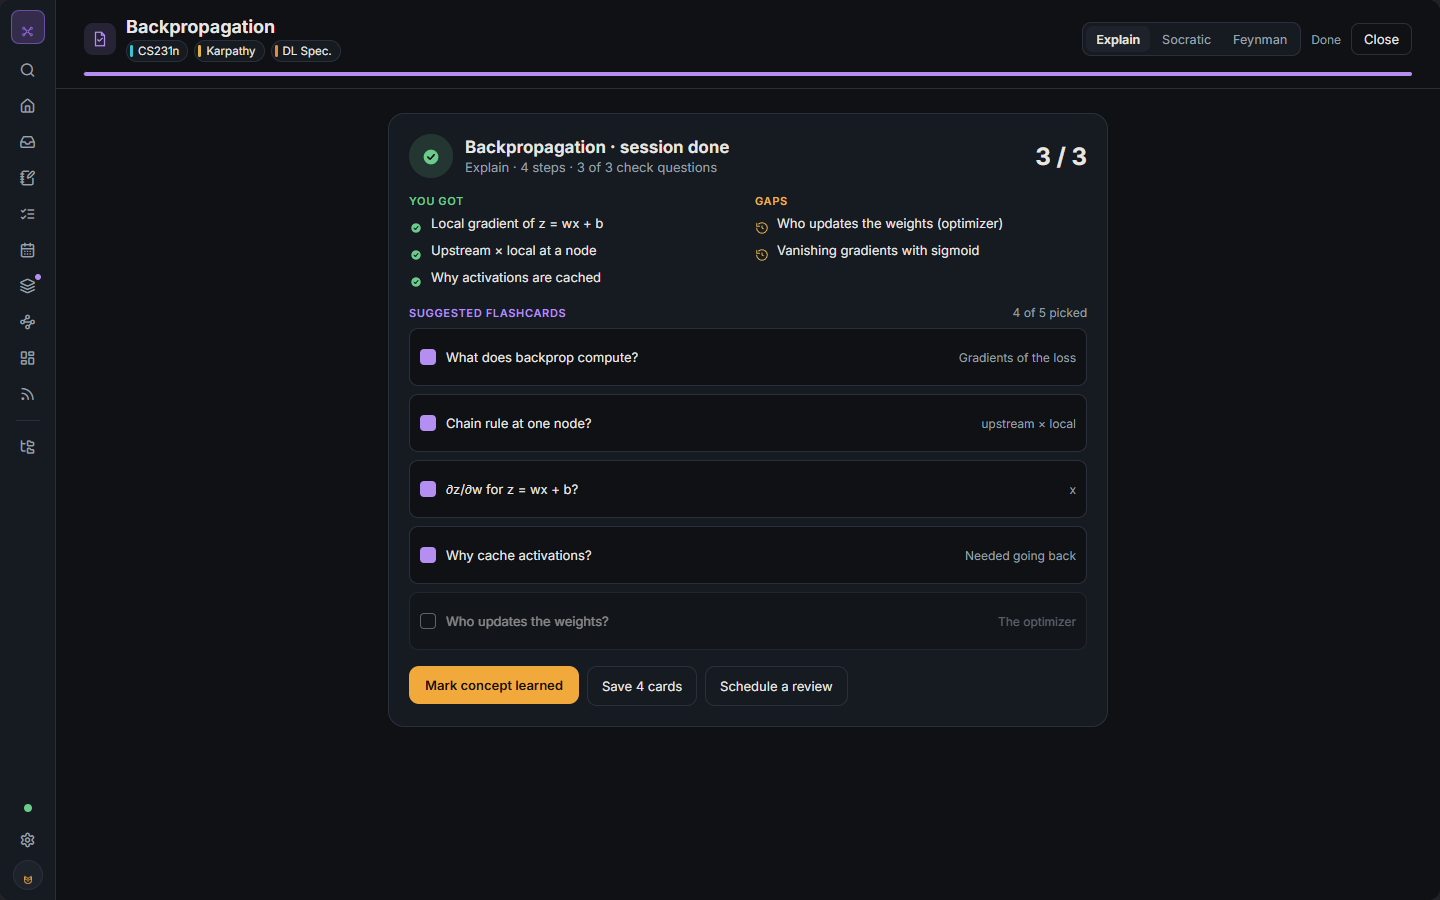 Backpropagation
CS231n Karpathy DL Spec.
Explain Socratic Feynman Done Close
Backpropagation · session done
Explain · 4 steps · 3 of 3 check questions
3 / 3
YOU GOT
Local gradient of z = wx + b
Upstream × local at a node
Why activations are cached
GAPS
Who updates the weights (optimizer)
Vanishing gradients with sigmoid
SUGGESTED FLASHCARDS 4 of 5 picked
What does backprop compute? Gradients of the loss
Chain rule at one node? upstream × local
∂z/∂w for z = wx + b? x
Why cache activations? Needed going back
Who updates the weights? The optimizer
Mark concept learned Save 4 cards Schedule a review